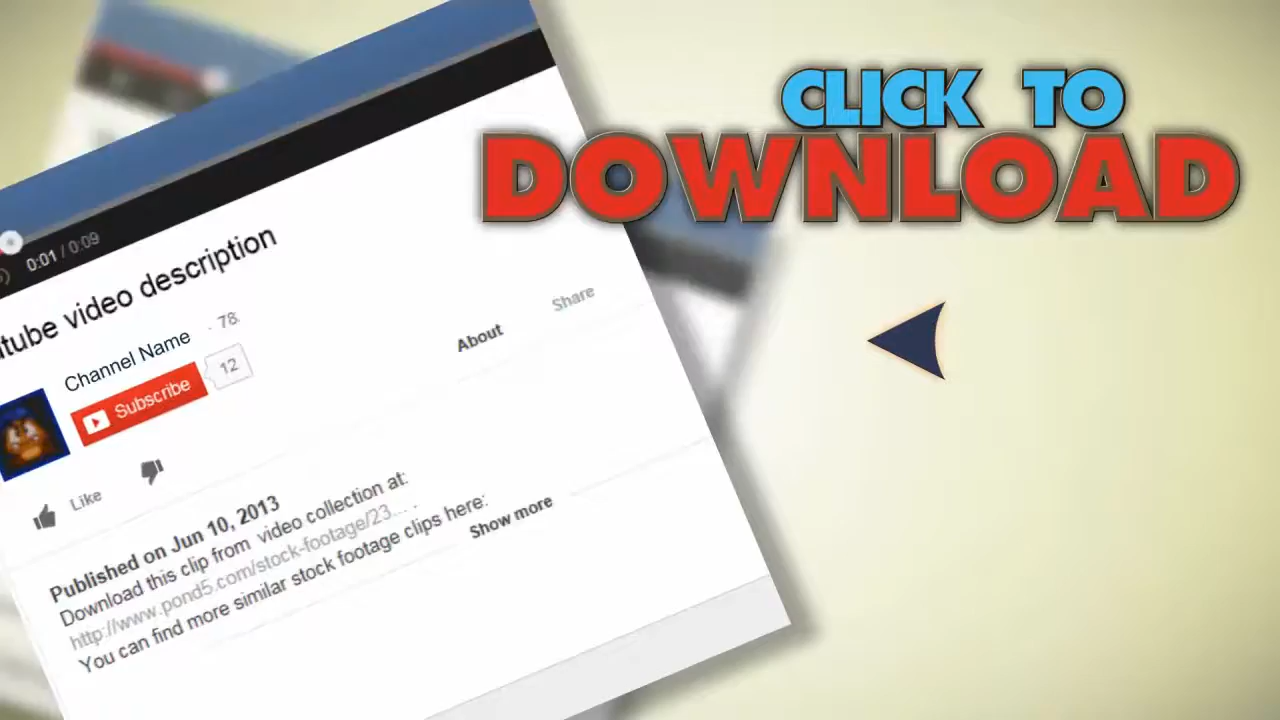 CLICK TO
DOWNLOAD
0:01 / 0:09
tube video description
Channel Name
78
Subscribe
12
About
Share
Like
Published on Jun 10, 2013
Download this clip from video collection at:
http://www.pond5.com/stock-footage/23... .
You can find more similar stock footage clips here:
Show more